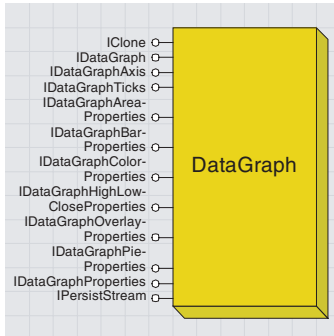 IClone
IDataGraph
IDataGraphAxis
IDataGraphTicks
IDataGraphArea-
Properties
IDataGraphBar-
Properties
IDataGraphColor-
Properties
IDataGraphHighLow-
CloseProperties
IDataGraphOverlay-
Properties
IDataGraphPie-
Properties
IDataGraphProperties
IPersistStream
DataGraph